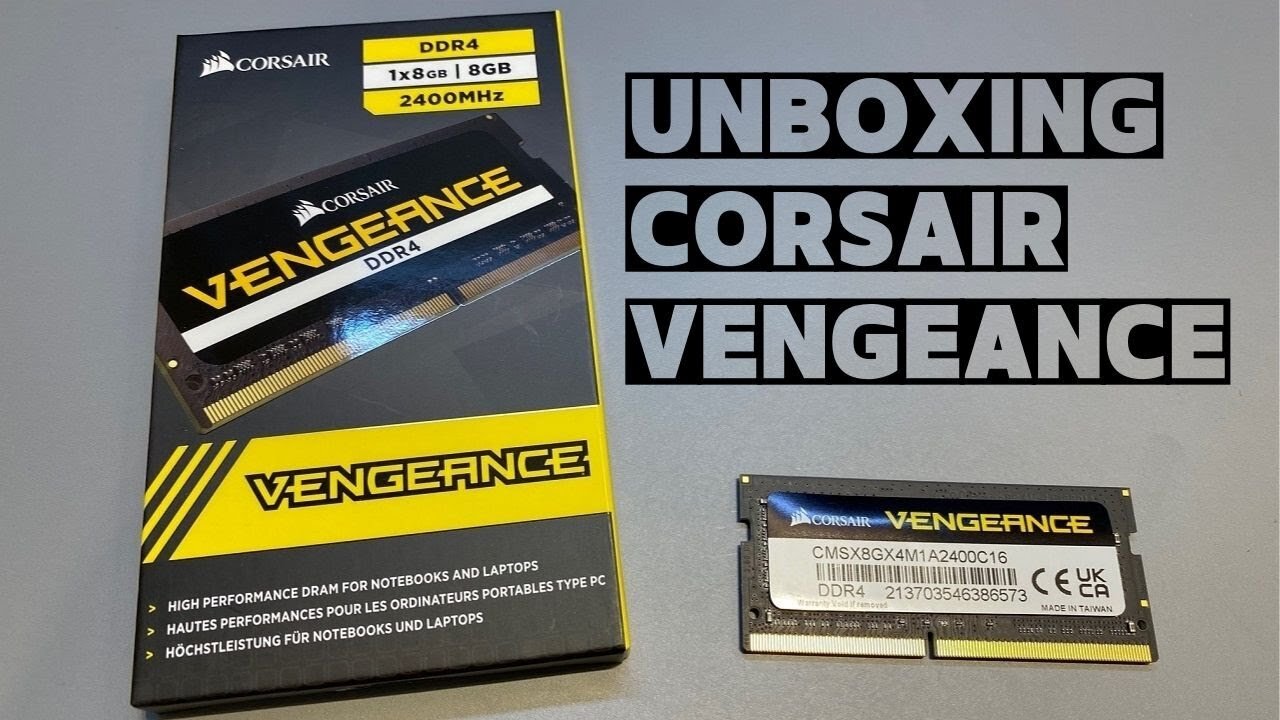 CORSAIR
DDR4
1x8GB | 8GB
2400MHz
CORSAIR
VENGEANCE
DDR4
VENGEANCE
> HIGH PERFORMANCE DRAM FOR NOTEBOOKS AND LAPTOPS
> HAUTES PERFORMANCES POUR LES ORDINATEURS PORTABLES TYPE PC
> HÖCHSTLEISTUNG FÜR NOTEBOOKS UND LAPTOPS
UNBOXING
CORSAIR
VENGEANCE
CORSAIR VENGEANCE
CMSX8GX4M1A2400C16
DDR4 213703546386573
Warranty Void if removed
CE UKCA
MADE IN TAIWAN